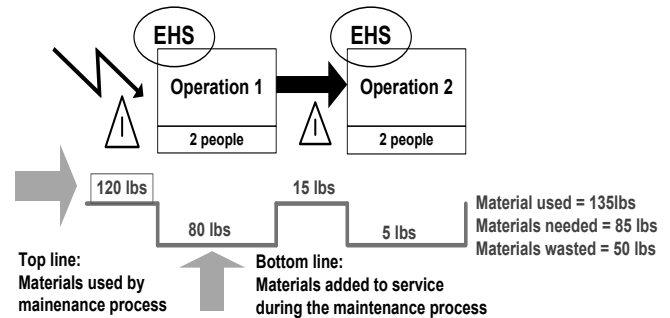 EHS
EHS
Operation 1
Operation 2
I
I
2 people
2 people
120 lbs
15 lbs
80 lbs
5 lbs
Material used = 135lbs
Materials needed = 85 lbs
Materials wasted = 50 lbs
Top line:
Materials used by
mainenance process
Bottom line:
Materials added to service
during the maintenance process